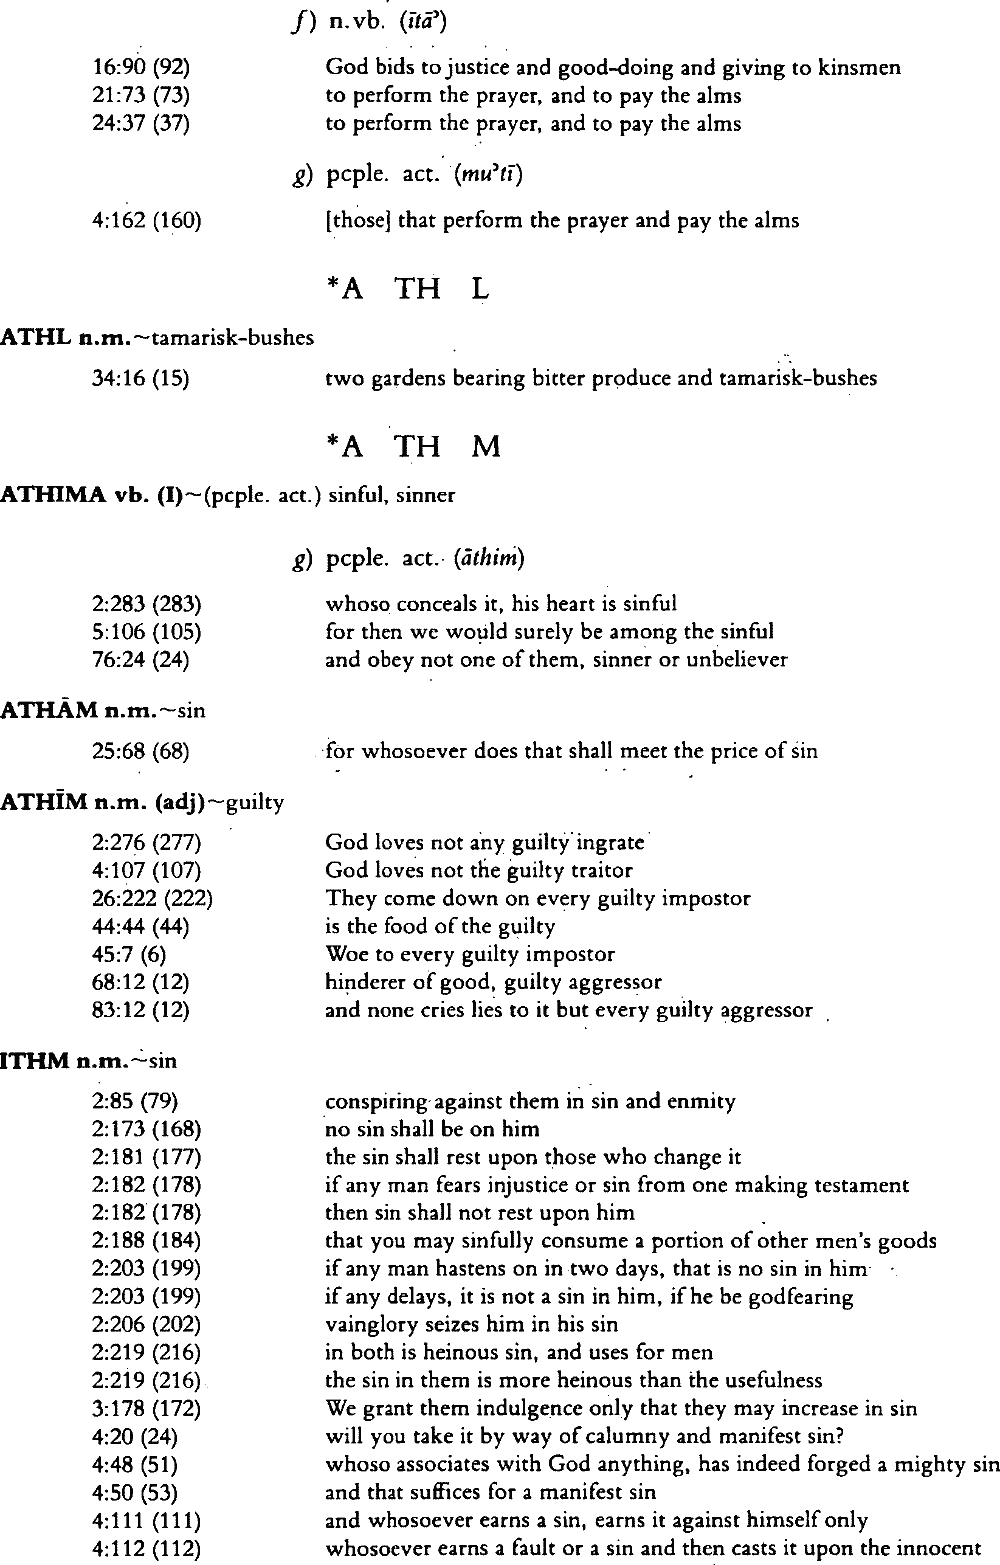 f) n.vb. (ītāʾ)
16:90 (92) God bids to justice and good-doing and giving to kinsmen
21:73 (73) to perform the prayer, and to pay the alms
24:37 (37) to perform the prayer, and to pay the alms
g) pcple. act. (muʾtī)
4:162 (160) [those] that perform the prayer and pay the alms
*A TH L
ATHL n.m.~tamarisk-bushes
34:16 (15) two gardens bearing bitter produce and tamarisk-bushes
*A TH M
ATHIMA vb. (I)~(pcple. act.) sinful, sinner
g) pcple. act. (āthim)
2:283 (283) whoso conceals it, his heart is sinful
5:106 (105) for then we would surely be among the sinful
76:24 (24) and obey not one of them, sinner or unbeliever
ATHĀM n.m.~sin
25:68 (68) for whosoever does that shall meet the price of sin
ATHĪM n.m. (adj)~guilty
2:276 (277) God loves not any guilty ingrate
4:107 (107) God loves not the guilty traitor
26:222 (222) They come down on every guilty impostor
44:44 (44) is the food of the guilty
45:7 (6) Woe to every guilty impostor
68:12 (12) hinderer of good, guilty aggressor
83:12 (12) and none cries lies to it but every guilty aggressor
ITHM n.m.~sin
2:85 (79) conspiring against them in sin and enmity
2:173 (168) no sin shall be on him
2:181 (177) the sin shall rest upon those who change it
2:182 (178) if any man fears injustice or sin from one making testament
2:182 (178) then sin shall not rest upon him
2:188 (184) that you may sinfully consume a portion of other men's goods
2:203 (199) if any man hastens on in two days, that is no sin in him
2:203 (199) if any delays, it is not a sin in him, if he be godfearing
2:206 (202) vainglory seizes him in his sin
2:219 (216) in both is heinous sin, and uses for men
2:219 (216) the sin in them is more heinous than the usefulness
3:178 (172) We grant them indulgence only that they may increase in sin
4:20 (24) will you take it by way of calumny and manifest sin?
4:48 (51) whoso associates with God anything, has indeed forged a mighty sin
4:50 (53) and that suffices for a manifest sin
4:111 (111) and whosoever earns a sin, earns it against himself only
4:112 (112) whosoever earns a fault or a sin and then casts it upon the innocent